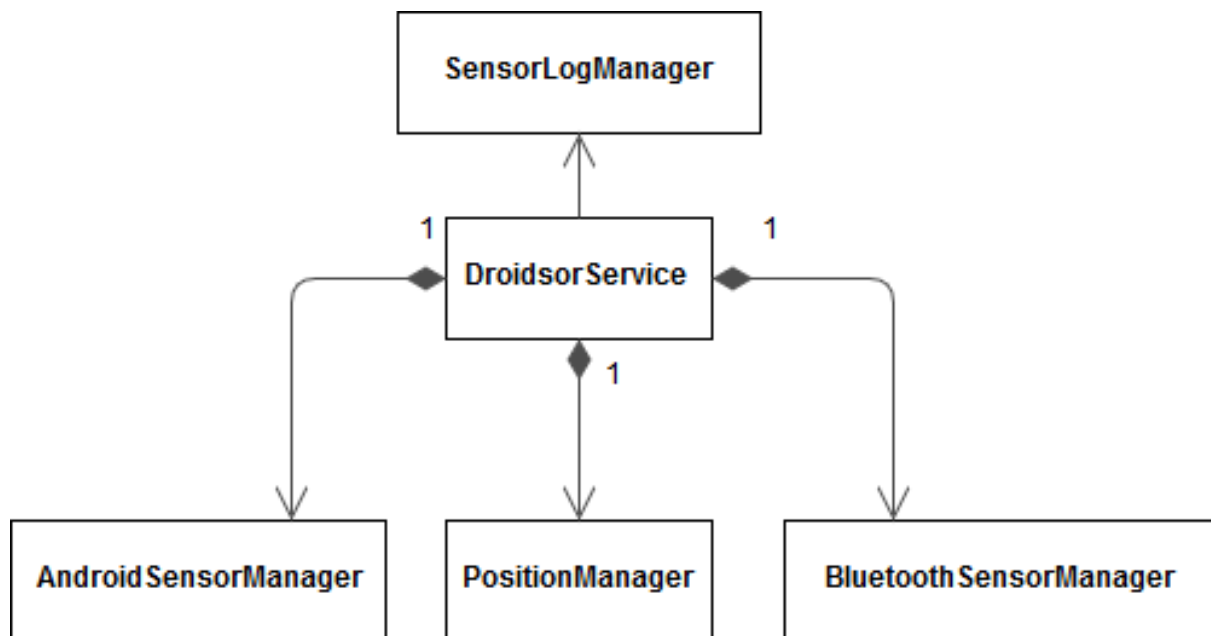 SensorLogManager
1
1
DroidsorService
1
AndroidSensorManager
PositionManager
BluetoothSensorManager